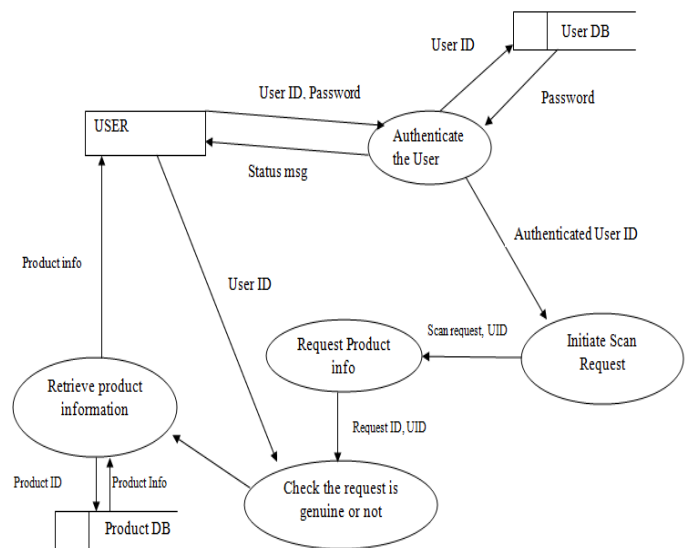 User ID
User DB
User ID, Password
Password
USER
Authenticate
the User
Status msg
Authenticated User ID
Product info
User ID
Scan request, UID
Request Product
info
Initiate Scan
Request
Retrieve product
information
Request ID, UID
Product ID
Product Info
Check the request is
genuine or not
Product DB